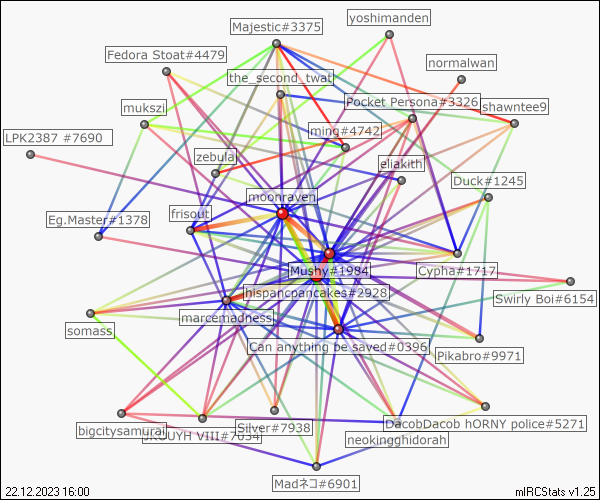 yoshimanden
Majestic#3375
Fedora Stoat#4479
normalwan
the_second_twat
Pocket Persona#3326
mukszi
shawntee9
ming#4742
LPK2387 #7690
zebula
eliakith
Duck#1245
moonraven
Eg.Master#1378
frisout
Mushy#1984
Cypha#1717
hispancpancakes#2928
Swirly Boi#6154
marcemadness
somass
Can anything be saved#0396
Pikabro#9971
DacobDacob hORNY police#5271
Silver#7938
bigcitysamurai
VIII#7034
neokingghidorah
Madネコ#6901
22.12.2023 16:00
mIRCStats v1.25